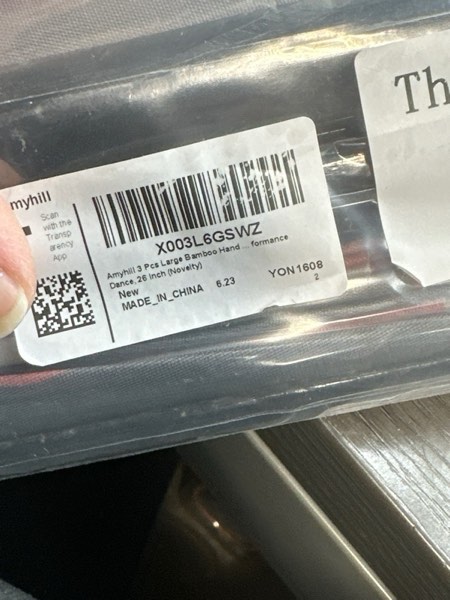 myhill
Scan
with the
Transp
arency
App
X003L6GSWZ
Amyhill 3 Pcs Large Bamboo Hand ... formance
Dance, 26 Inch (Novelty)
New
MADE_IN_CHINA 6.23
YON1608
2
Th